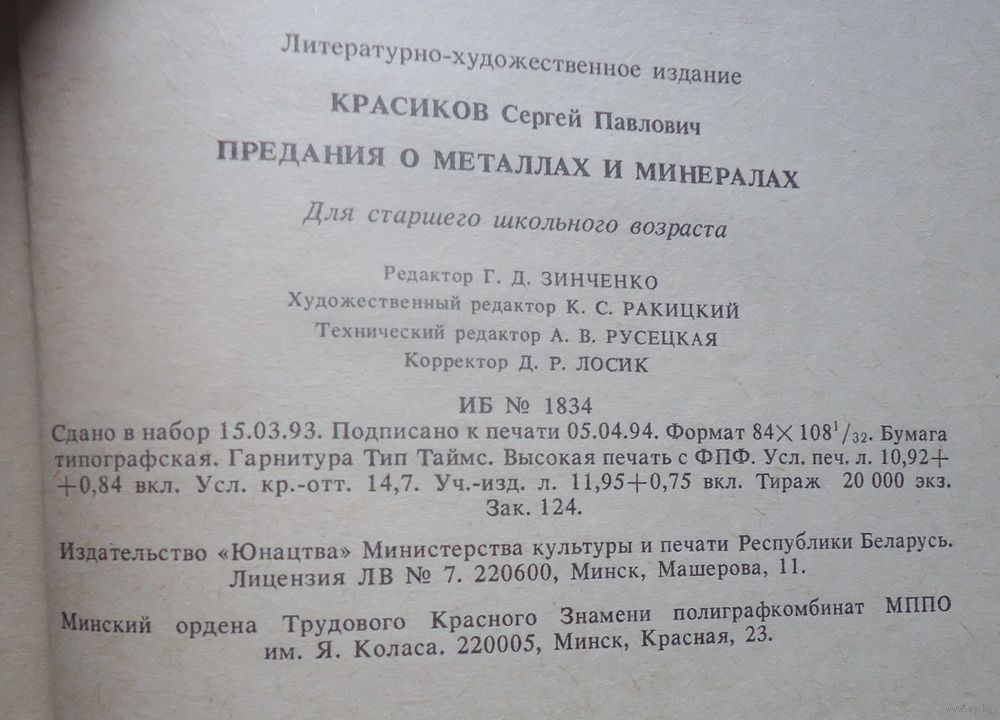 Литературно-художественное издание
КРАСИКОВ Сергей Павлович
ПРЕДАНИЯ О МЕТАЛЛАХ И МИНЕРАЛАХ
Для старшего школьного возраста
Редактор Г. Д. ЗИНЧЕНКО
Художественный редактор К. С. РАКИЦКИЙ
Технический редактор А. В. РУСЕЦКАЯ
Корректор Д. Р. ЛОСИК
ИБ № 1834
Сдано в набор 15.03.93. Подписано к печати 05.04.94. Формат 84×108¹/₃₂. Бумага
типографская. Гарнитура Тип Таймс. Высокая печать с ФПФ. Усл. печ. л. 10,92+
+0,84 вкл. Усл. кр.-отт. 14,7. Уч.-изд. л. 11,95+0,75 вкл. Тираж 20 000 экз.
Зак. 124.
Издательство «Юнацтва» Министерства культуры и печати Республики Беларусь.
Лицензия ЛВ № 7. 220600, Минск, Машерова, 11.
Минский ордена Трудового Красного Знамени полиграфкомбинат МППО
им. Я. Коласа. 220005, Минск, Красная, 23.
www.ay.by